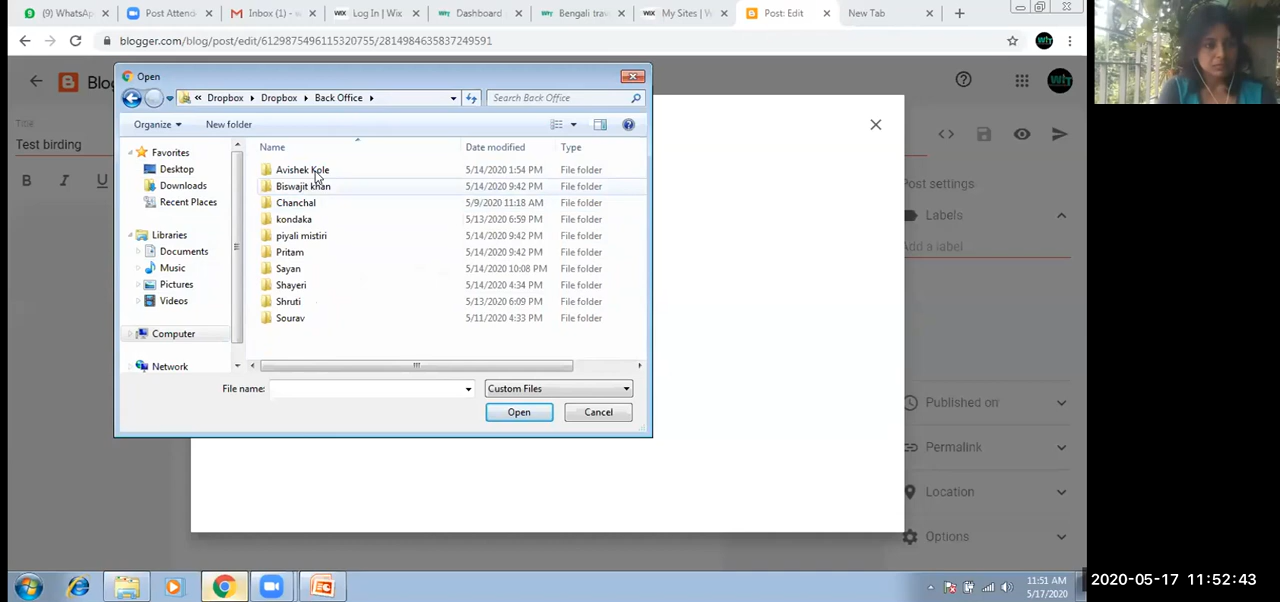 (9) WhatsAp
Post Attend
Inbox (1) - w
Log In | Wix
Dashboard
Bengali trav
My Sites | W
Post: Edit
New Tab
blogger.com/blog/post/edit/6129875496115320755/2814984635837249591
Open
Blog
« Dropbox Dropbox Back Office
Search Back Office
Title
Organize
New folder
Test birding
Favorites
Name
Date modified
Type
Desktop
Avishek Kole
5/14/2020 1:54 PM
File folder
Downloads
Biswajit khan
5/14/2020 9:42 PM
File folder
B I U
Post settings
Recent Places
Chanchal
5/9/2020 11:18 AM
File folder
Labels
kondaka
5/13/2020 6:59 PM
File folder
Libraries
piyali mistiri
5/14/2020 9:42 PM
File folder
Add a label
Documents
Pritam
5/14/2020 9:42 PM
File folder
Music
Sayan
5/14/2020 10:08 PM
File folder
Pictures
Shayeri
5/14/2020 4:34 PM
File folder
Videos
Shruti
5/13/2020 6:09 PM
File folder
Sourav
5/11/2020 4:33 PM
File folder
Computer
Network
File name:
Custom Files
Published on
Open
Cancel
Permalink
Location
Options
11:51 AM
5/17/2020
2020-05-17 11:52:43